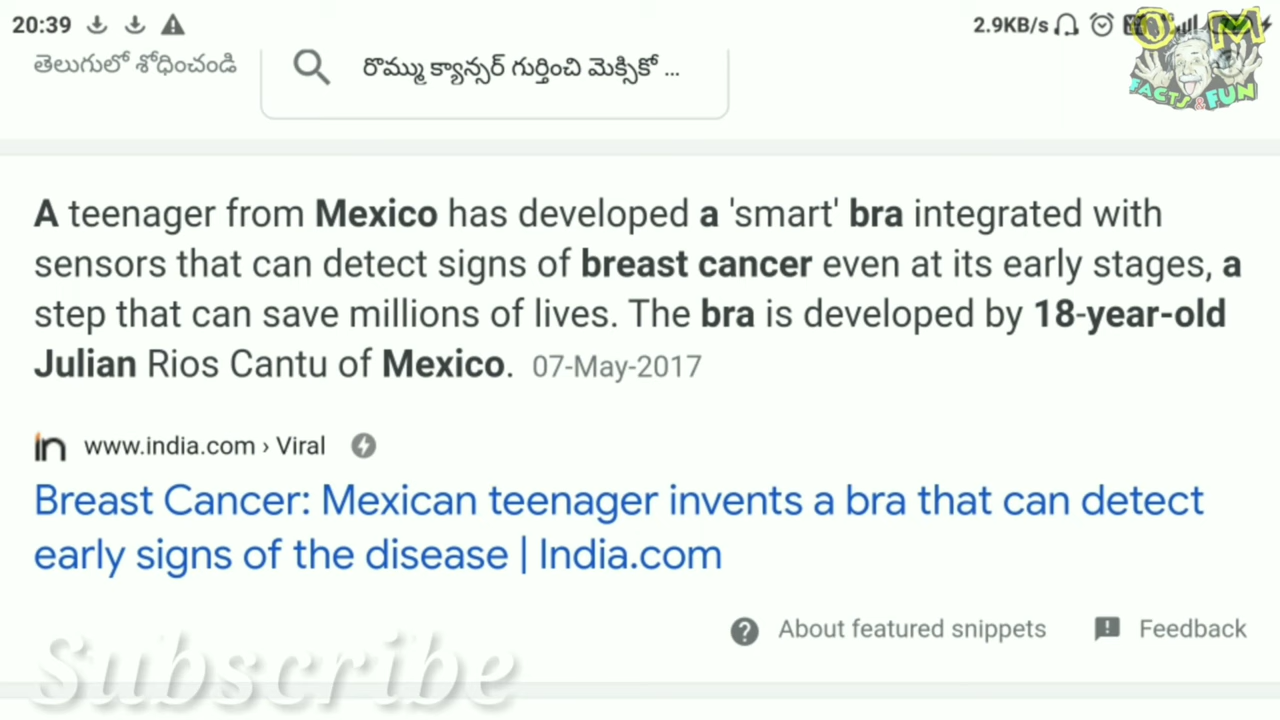 20:39 2.9KB/s
OM
FACTS & FUN
తెలుగులో శోధించండి
రొమ్ము క్యాన్సర్ గుర్తించి మెక్సికో ...
A teenager from Mexico has developed a 'smart' bra integrated with
sensors that can detect signs of breast cancer even at its early stages, a
step that can save millions of lives. The bra is developed by 18-year-old
Julian Rios Cantu of Mexico. 07-May-2017
in www.india.com › Viral
Breast Cancer: Mexican teenager invents a bra that can detect
early signs of the disease | India.com
About featured snippets Feedback
Subscribe